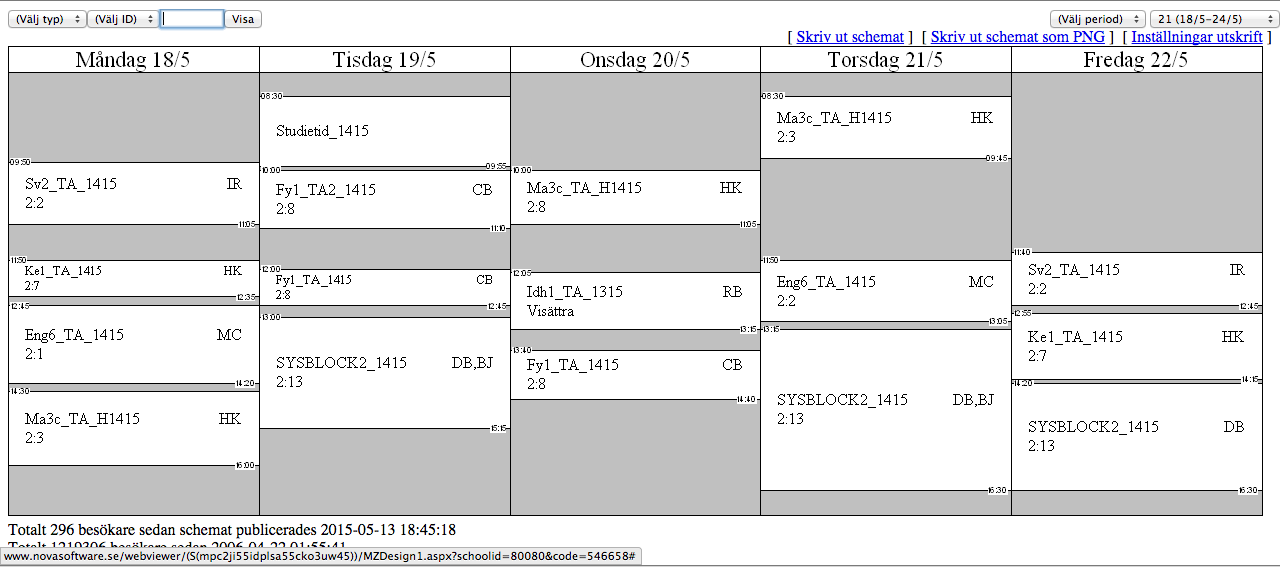 (Välj typ) (Välj ID) Visa (Välj period) 21 (18/5-24/5)
[ Skriv ut schemat ] [ Skriv ut schemat som PNG ] [ Inställningar utskrift ]
Måndag 18/5 Tisdag 19/5 Onsdag 20/5 Torsdag 21/5 Fredag 22/5
09:50
Sv2_TA_1415 IR
2:2
11:05
11:50
Ke1_TA_1415 HK
2:7
12:35
12:45
Eng6_TA_1415 MC
2:1
14:20
14:30
Ma3c_TA_H1415 HK
2:3
16:00
08:30
Studietid_1415
09:55
10:00
Fy1_TA2_1415 CB
2:8
11:10
12:00
Fy1_TA_1415 CB
2:8
12:45
13:00
SYSBLOCK2_1415 DB,BJ
2:13
15:15
10:00
Ma3c_TA_H1415 HK
2:8
11:05
12:05
Idh1_TA_1315 RB
Visättra
13:15
13:40
Fy1_TA_1415 CB
2:8
14:40
08:30
Ma3c_TA_H1415 HK
2:3
09:45
11:50
Eng6_TA_1415 MC
2:2
13:05
13:15
SYSBLOCK2_1415 DB,BJ
2:13
16:30
11:40
Sv2_TA_1415 IR
2:2
12:45
12:55
Ke1_TA_1415 HK
2:7
14:15
14:20
SYSBLOCK2_1415 DB
2:13
16:30
Totalt 296 besökare sedan schemat publicerades 2015-05-13 18:45:18
www.novasoftware.se/webviewer/(S(mpc2ji55idplsa55cko3uw45))/MZDesign1.aspx?schoolid=80080&code=546658#